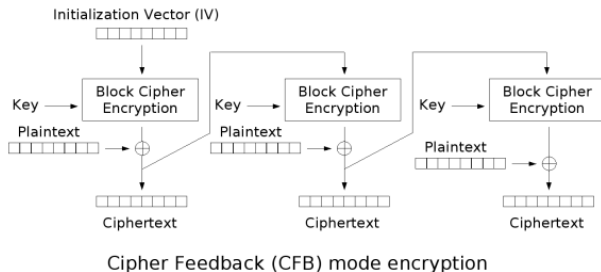 Initialization Vector (IV)
Block Cipher
Encryption
Key
Plaintext
Ciphertext
Block Cipher
Encryption
Key
Plaintext
Ciphertext
Block Cipher
Encryption
Key
Plaintext
Ciphertext
Cipher Feedback (CFB) mode encryption